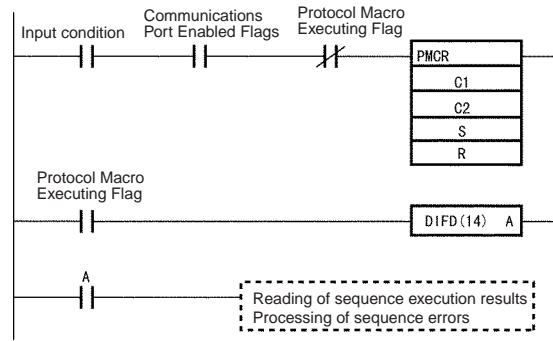 Input condition
Communications
Port Enabled Flags
Protocol Macro
Executing Flag
PMCR
C1
C2
S
R
Protocol Macro
Executing Flag
DIFD(14) A
A
Reading of sequence execution results
Processing of sequence errors